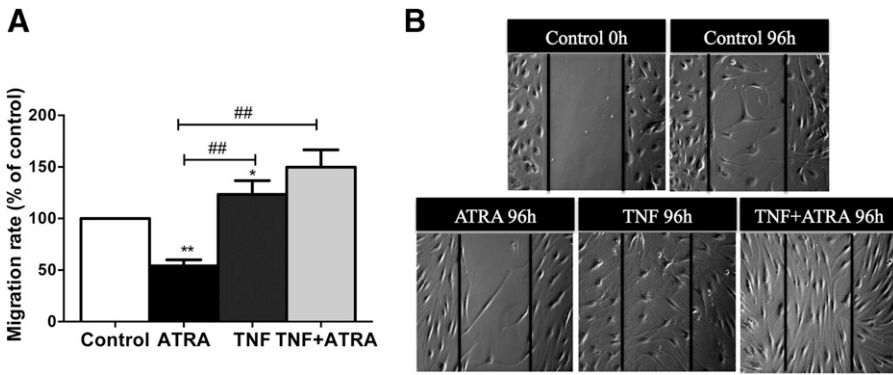 A
Migration rate (% of control)
200
150
100
50
0
##
##
**
*
Control ATRA TNF TNF+ATRA
B
Control 0h
Control 96h
ATRA 96h
TNF 96h
TNF+ATRA 96h